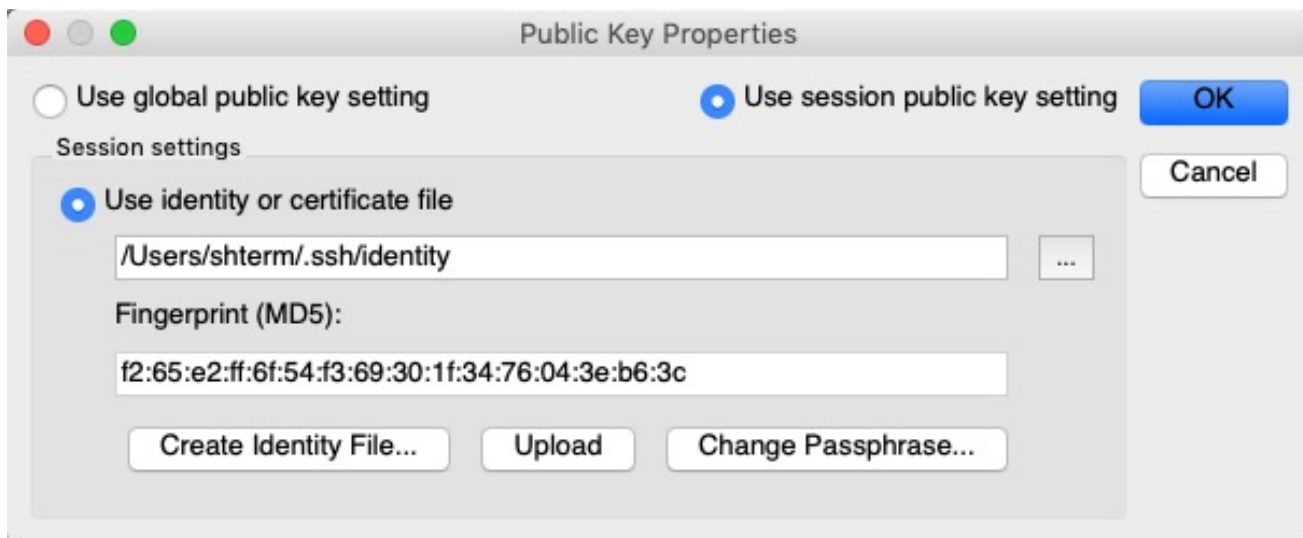 Public Key Properties
Use global public key setting
Use session public key setting
OK
Session settings
Cancel
Use identity or certificate file
/Users/shterm/.ssh/identity
...
Fingerprint (MD5):
f2:65:e2:ff:6f:54:f3:69:30:1f:34:76:04:3e:b6:3c
Create Identity File...
Upload
Change Passphrase...